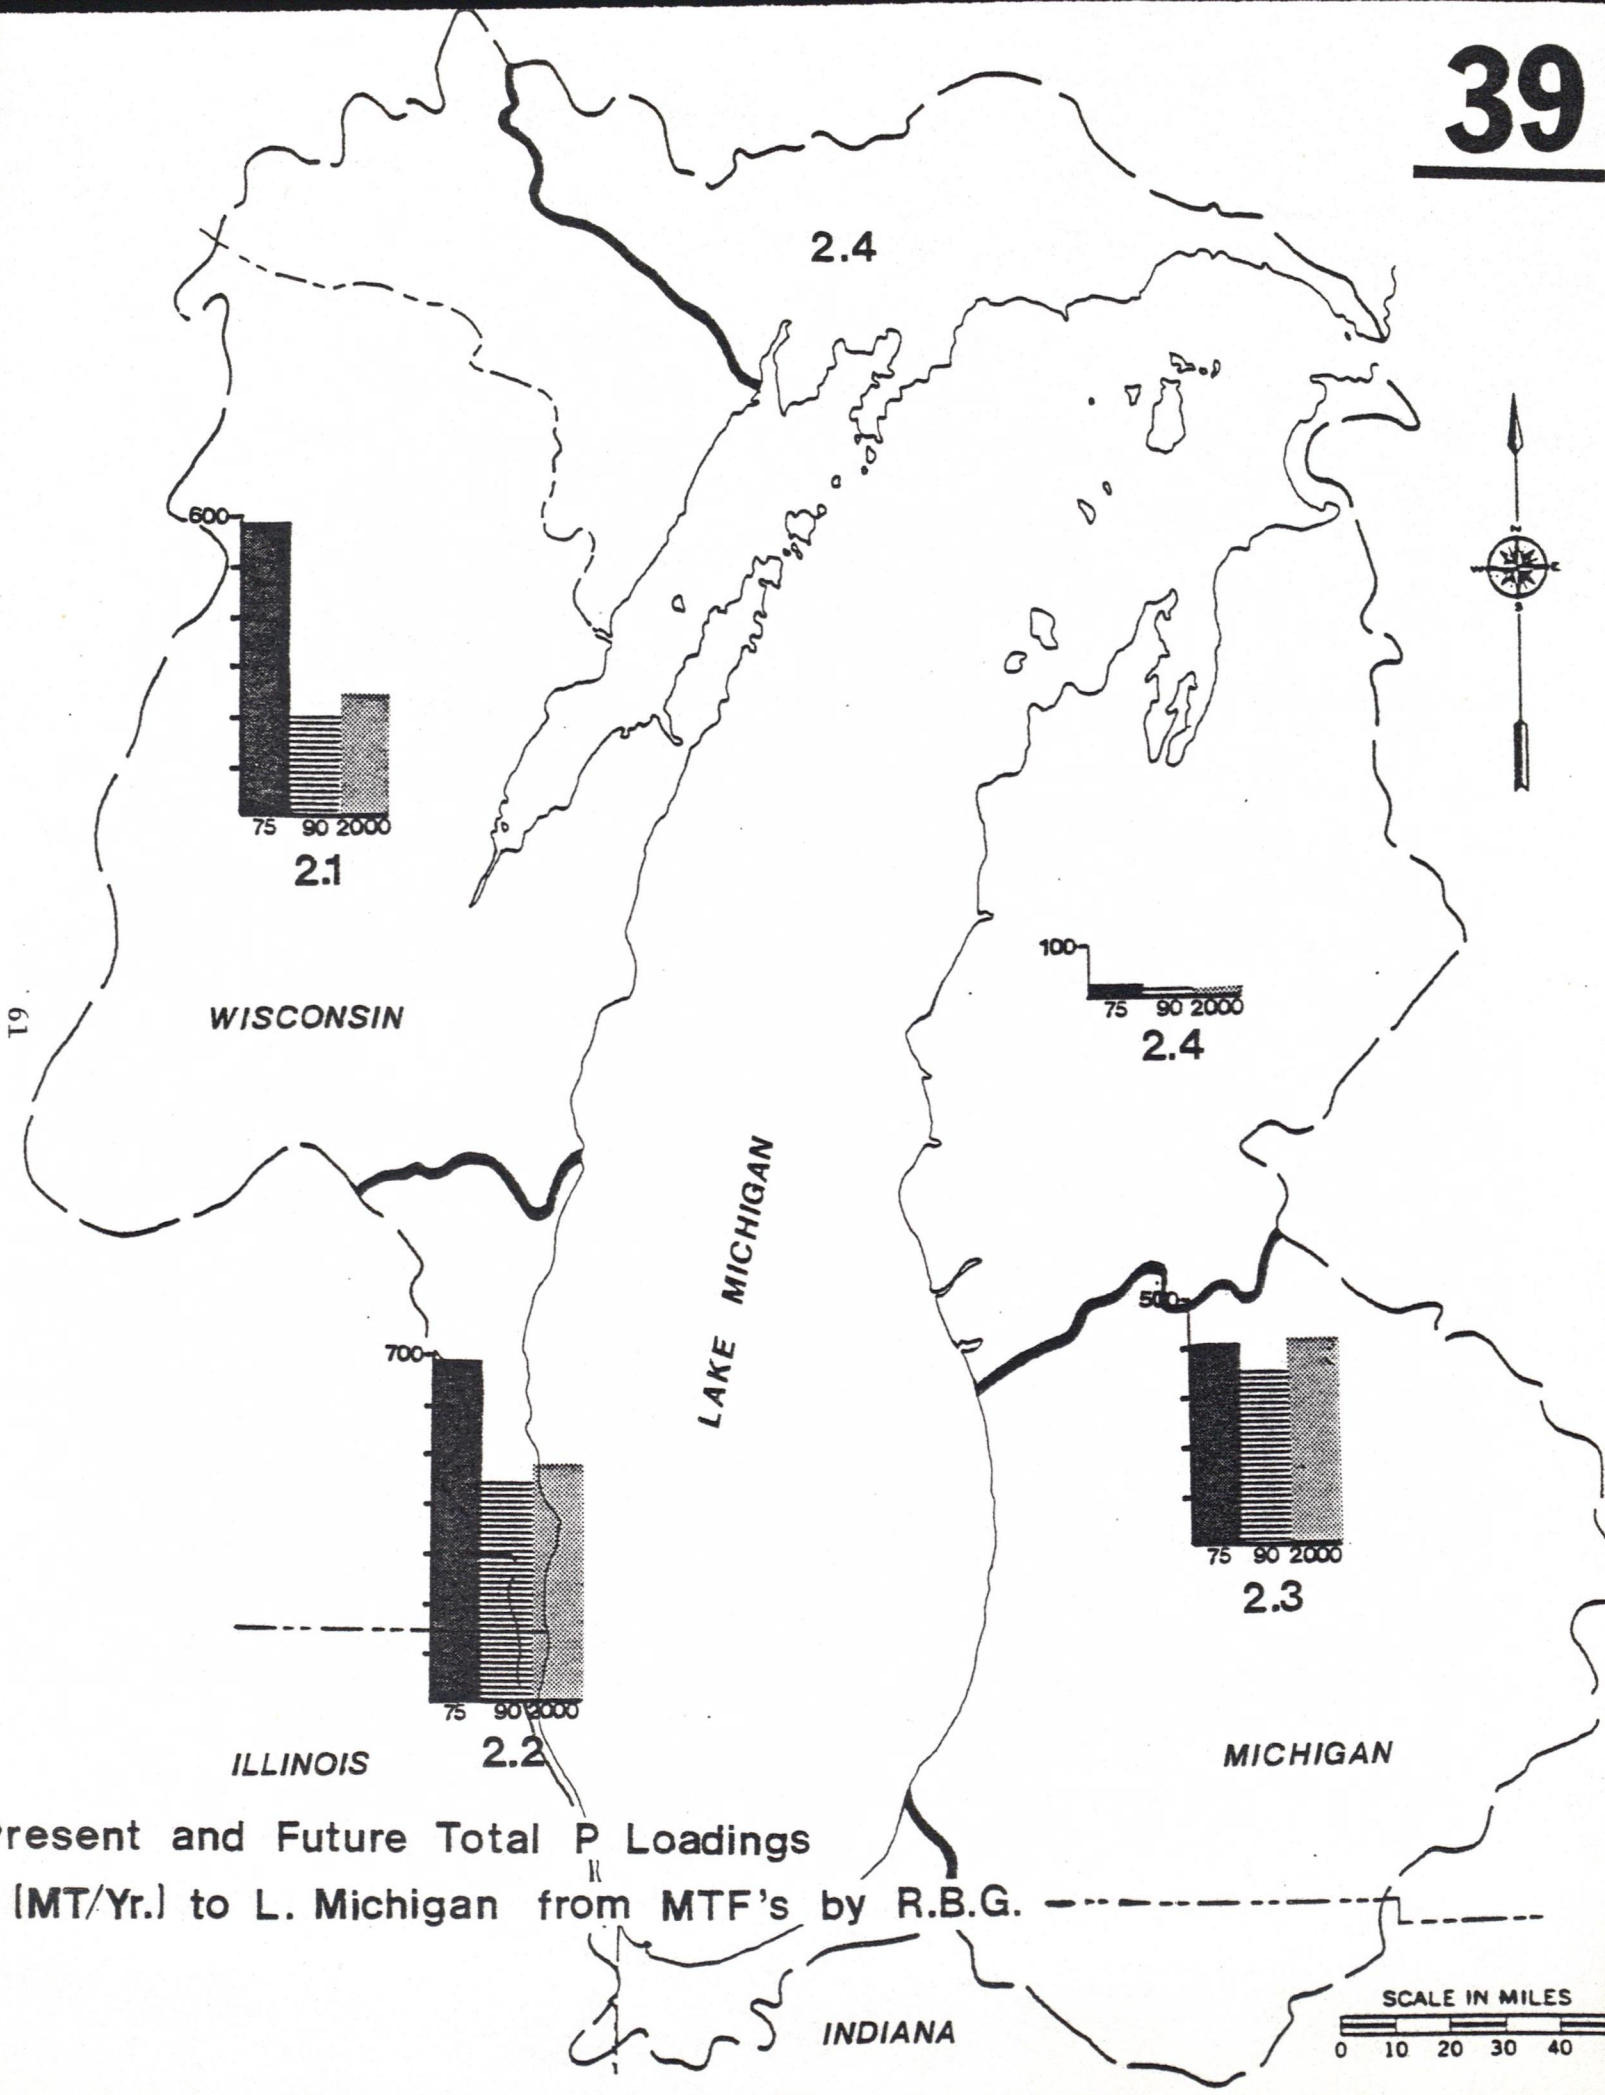 39
2.4
600
75 90 2000
2.1
N
W E
S
100
75 90 2000
2.4
WISCONSIN
61
LAKE MICHIGAN
500
75 90 2000
2.3
700
75 90 2000
2.2
ILLINOIS
MICHIGAN
resent and Future Total P Loadings
(MT/Yr.) to L. Michigan from MTF's by R.B.G.
INDIANA
SCALE IN MILES
0 10 20 30 40